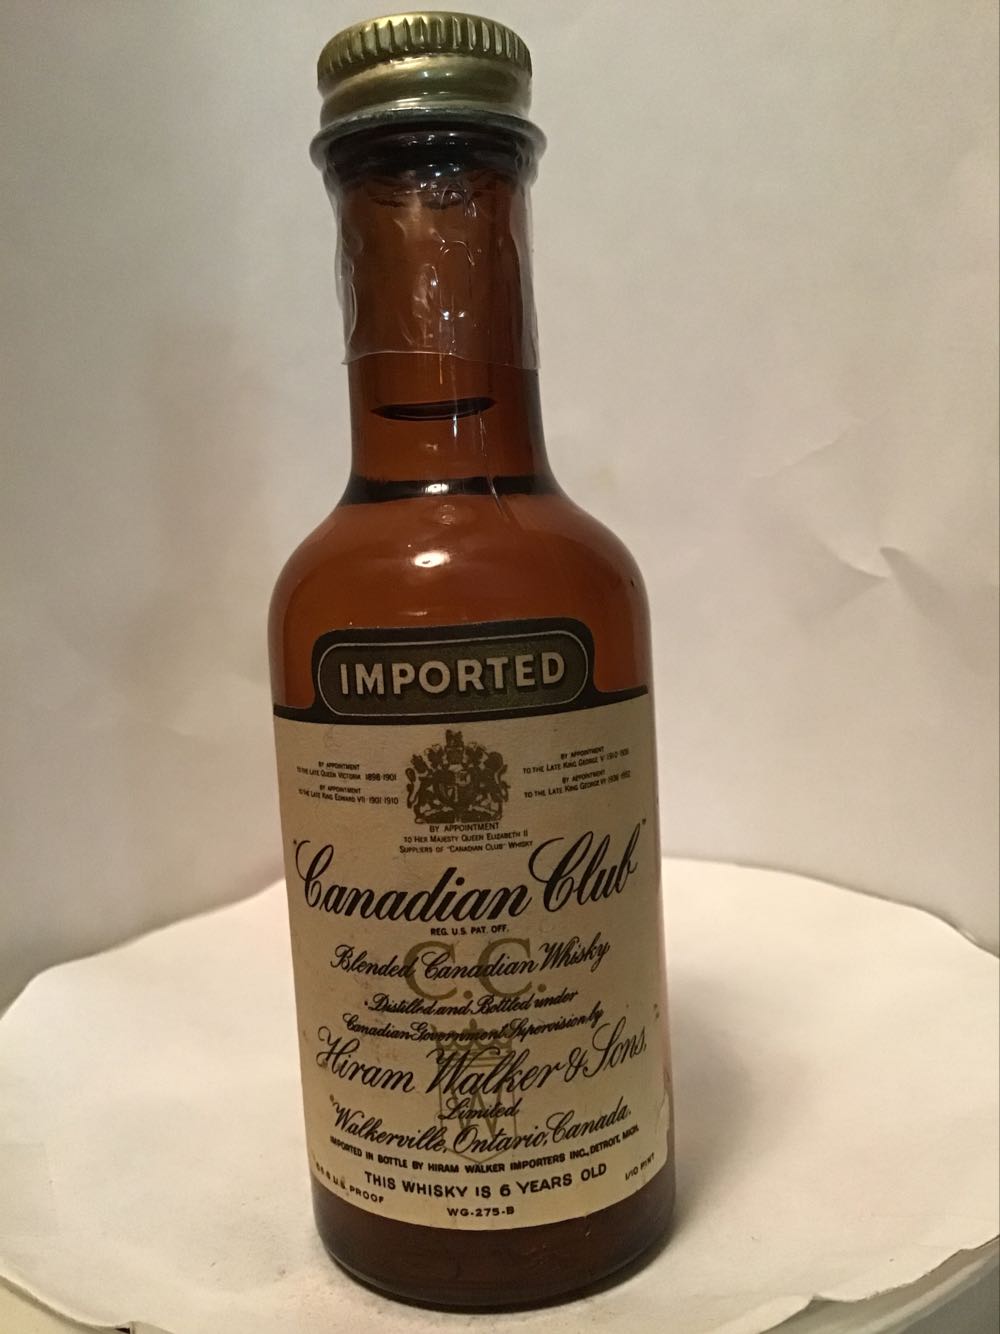 IMPORTED
BY APPOINTMENT
TO THE LATE QUEEN VICTORIA 1898-1901
BY APPOINTMENT
TO THE LATE KING EDWARD VII 1901 1910
BY APPOINTMENT
TO THE LATE KING GEORGE V 1910-1936
BY APPOINTMENT
TO THE LATE KING GEORGE VI 1936 1952
BY APPOINTMENT
TO HER MAJESTY QUEEN ELIZABETH II
SUPPLIERS OF "CANADIAN CLUB" WHISKY
"Canadian Club"
REG. U.S. PAT. OFF.
C.C.
Blended Canadian Whisky
Distilled and Bottled under
Canadian Government Supervision by
Hiram Walker & Sons,
Limited,
Walkerville, Ontario, Canada.
IMPORTED IN BOTTLE BY HIRAM WALKER IMPORTERS INC., DETROIT, MICH.
THIS WHISKY IS 6 YEARS OLD
U.S. PROOF
1/10 PINT
WG-275-B